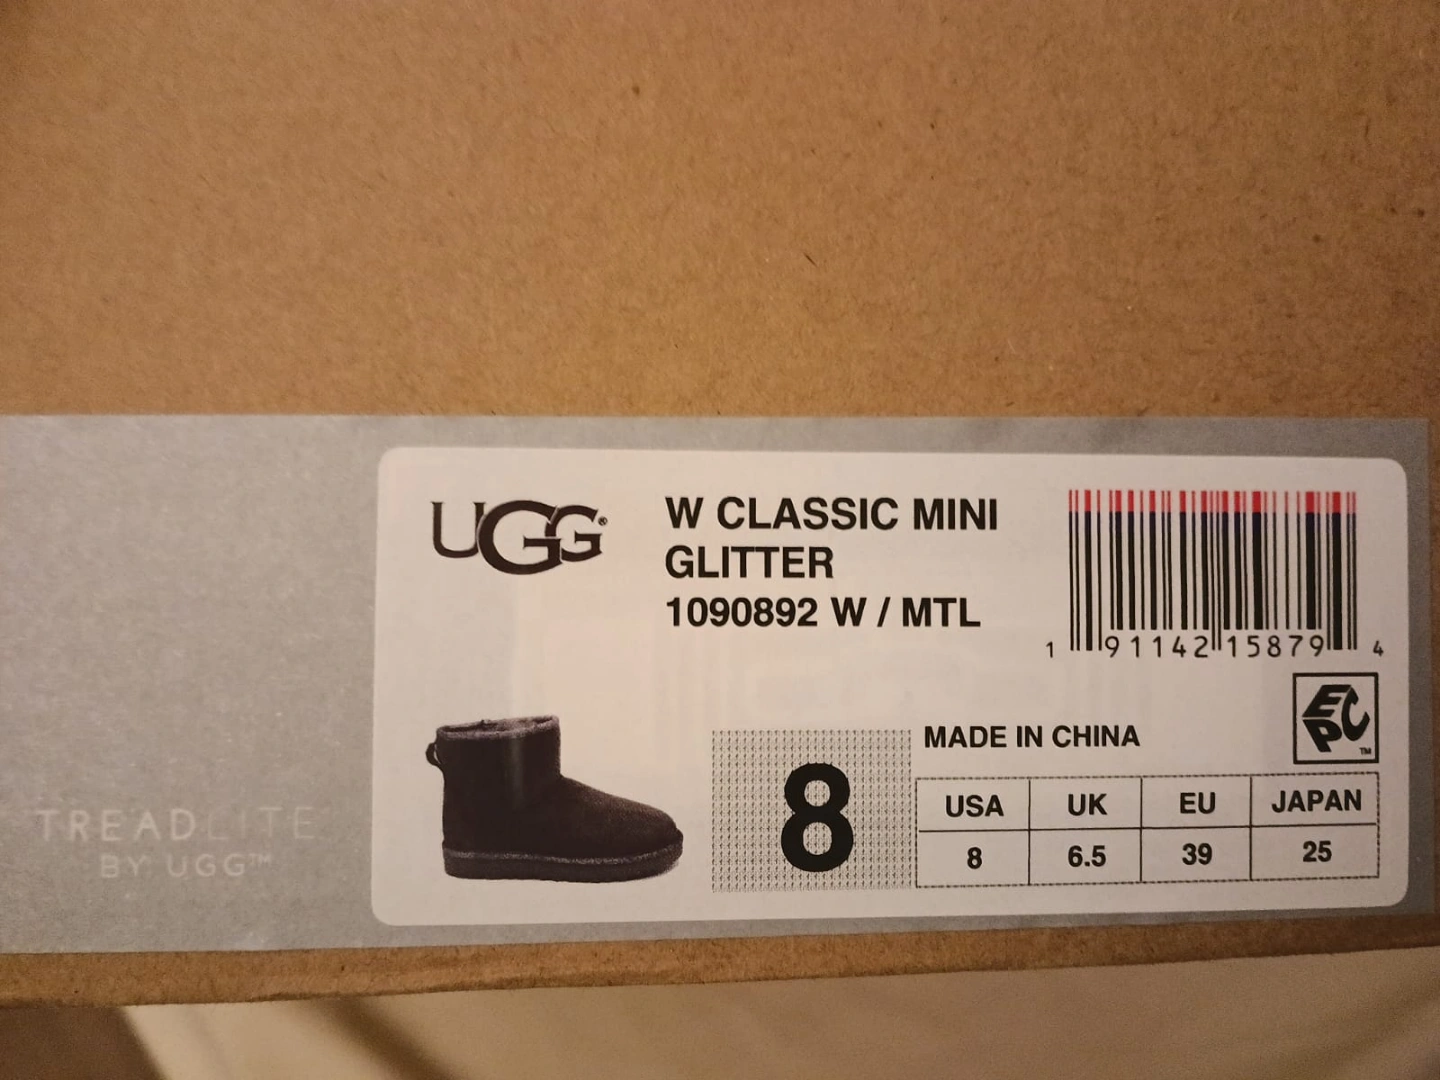 UGG®
W CLASSIC MINI
GLITTER
1090892 W / MTL
1 91142 15879 4
EPC™
MADE IN CHINA
8
USA UK EU JAPAN
8 6.5 39 25
TREADLITE
BY UGG™